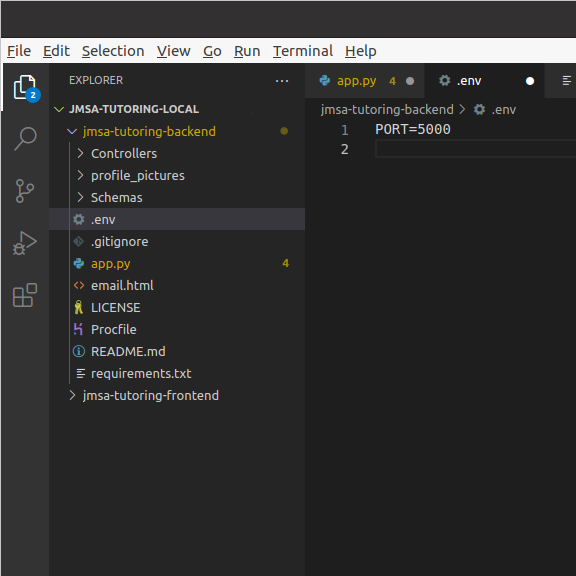 File Edit Selection View Go Run Terminal Help
EXPLORER ...
app.py 4 .env
2
JMSA-TUTORING-LOCAL
jmsa-tutoring-backend > .env
jmsa-tutoring-backend
Controllers
profile_pictures
Schemas
.env
.gitignore
app.py 4
email.html
LICENSE
Procfile
README.md
requirements.txt
jmsa-tutoring-frontend
1 PORT=5000
2